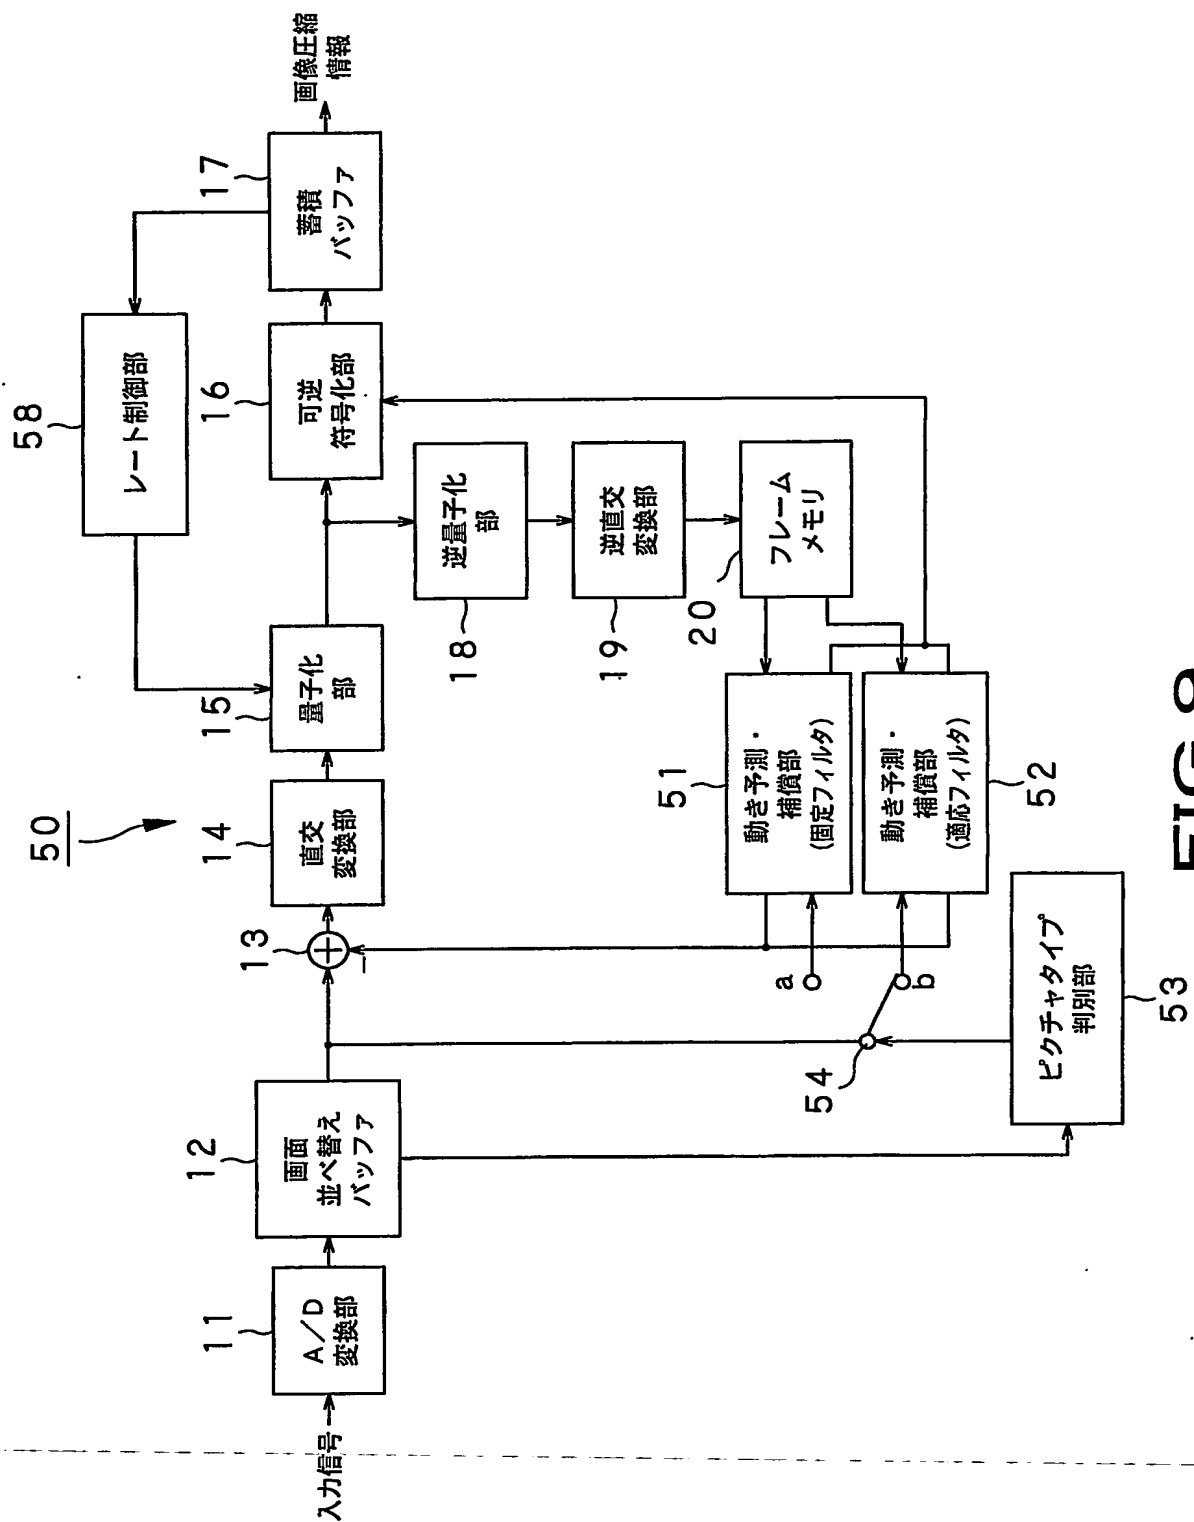 50
入力信号
11
A/D
変換部
12
画面
並べ替え
バッファ
13
−
14
直交
変換部
15
量子化
部
58
レート制御部
16
可逆
符号化部
17
蓄積
バッファ
画像圧縮
情報
18
逆量子化
部
19
逆直交
変換部
20
フレーム
メモリ
51
動き予測・
補償部
(固定フィルタ)
52
動き予測・
補償部
(適応フィルタ)
a
b
54
ピクチャタイプ
判別部
53